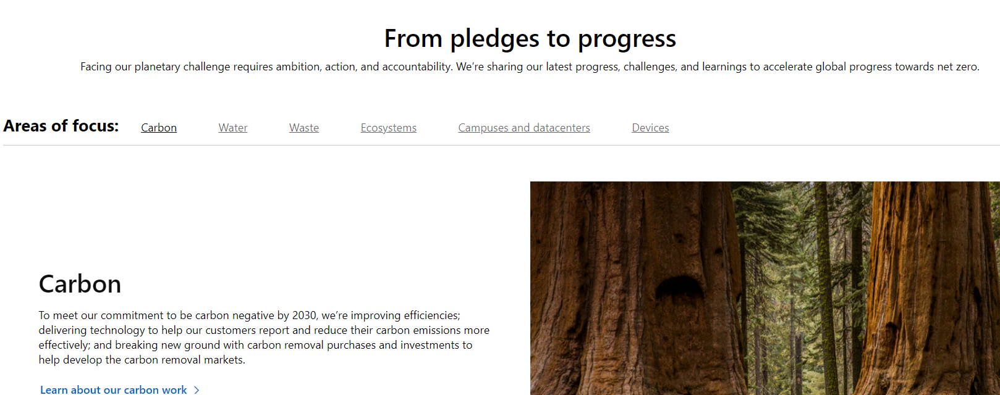 From pledges to progress
Facing our planetary challenge requires ambition, action, and accountability. We’re sharing our latest progress, challenges, and learnings to accelerate global progress towards net zero.
Areas of focus: Carbon Water Waste Ecosystems Campuses and datacenters Devices
Carbon
To meet our commitment to be carbon negative by 2030, we’re improving efficiencies;
delivering technology to help our customers report and reduce their carbon emissions more
effectively; and breaking new ground with carbon removal purchases and investments to
help develop the carbon removal markets.
Learn about our carbon work >